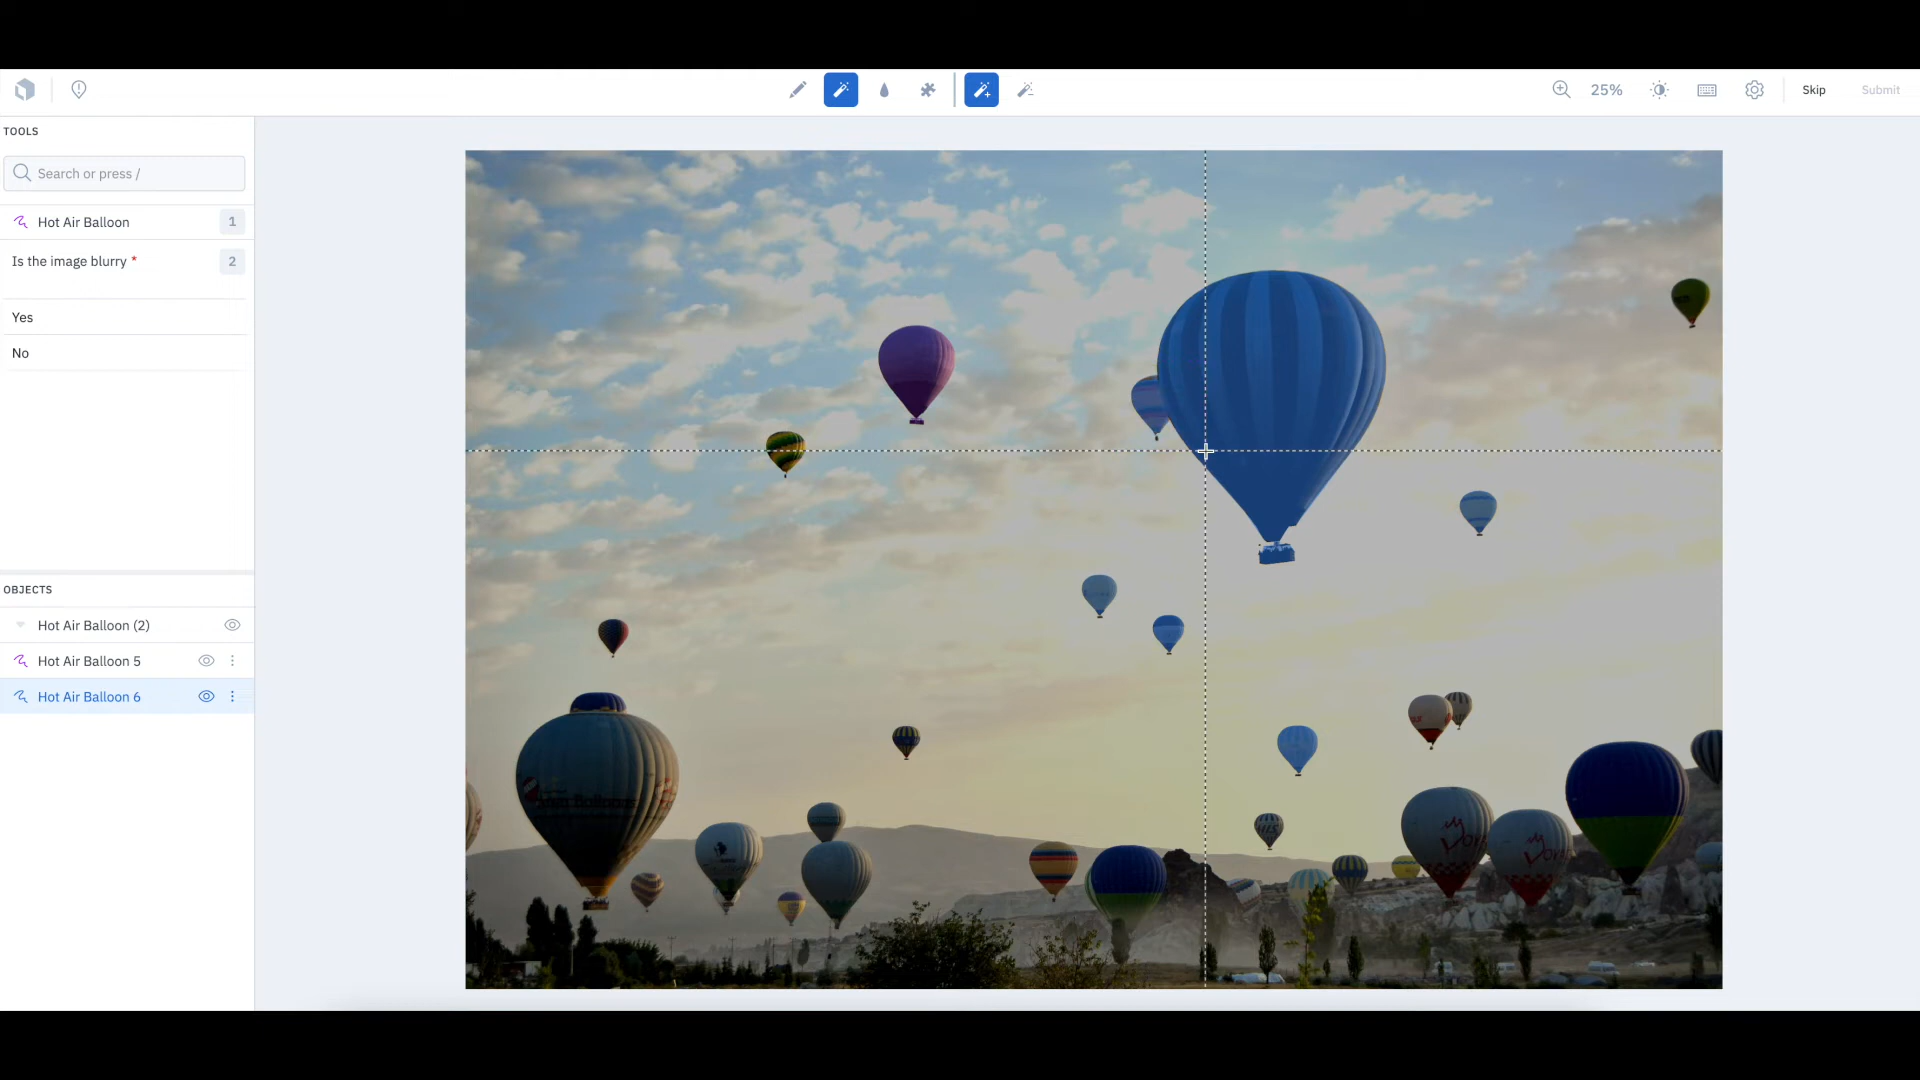 25%
Skip
Submit
TOOLS
Search or press /
Hot Air Balloon 1
Is the image blurry * 2
Yes
No
OBJECTS
Hot Air Balloon (2)
Hot Air Balloon 5
Hot Air Balloon 6